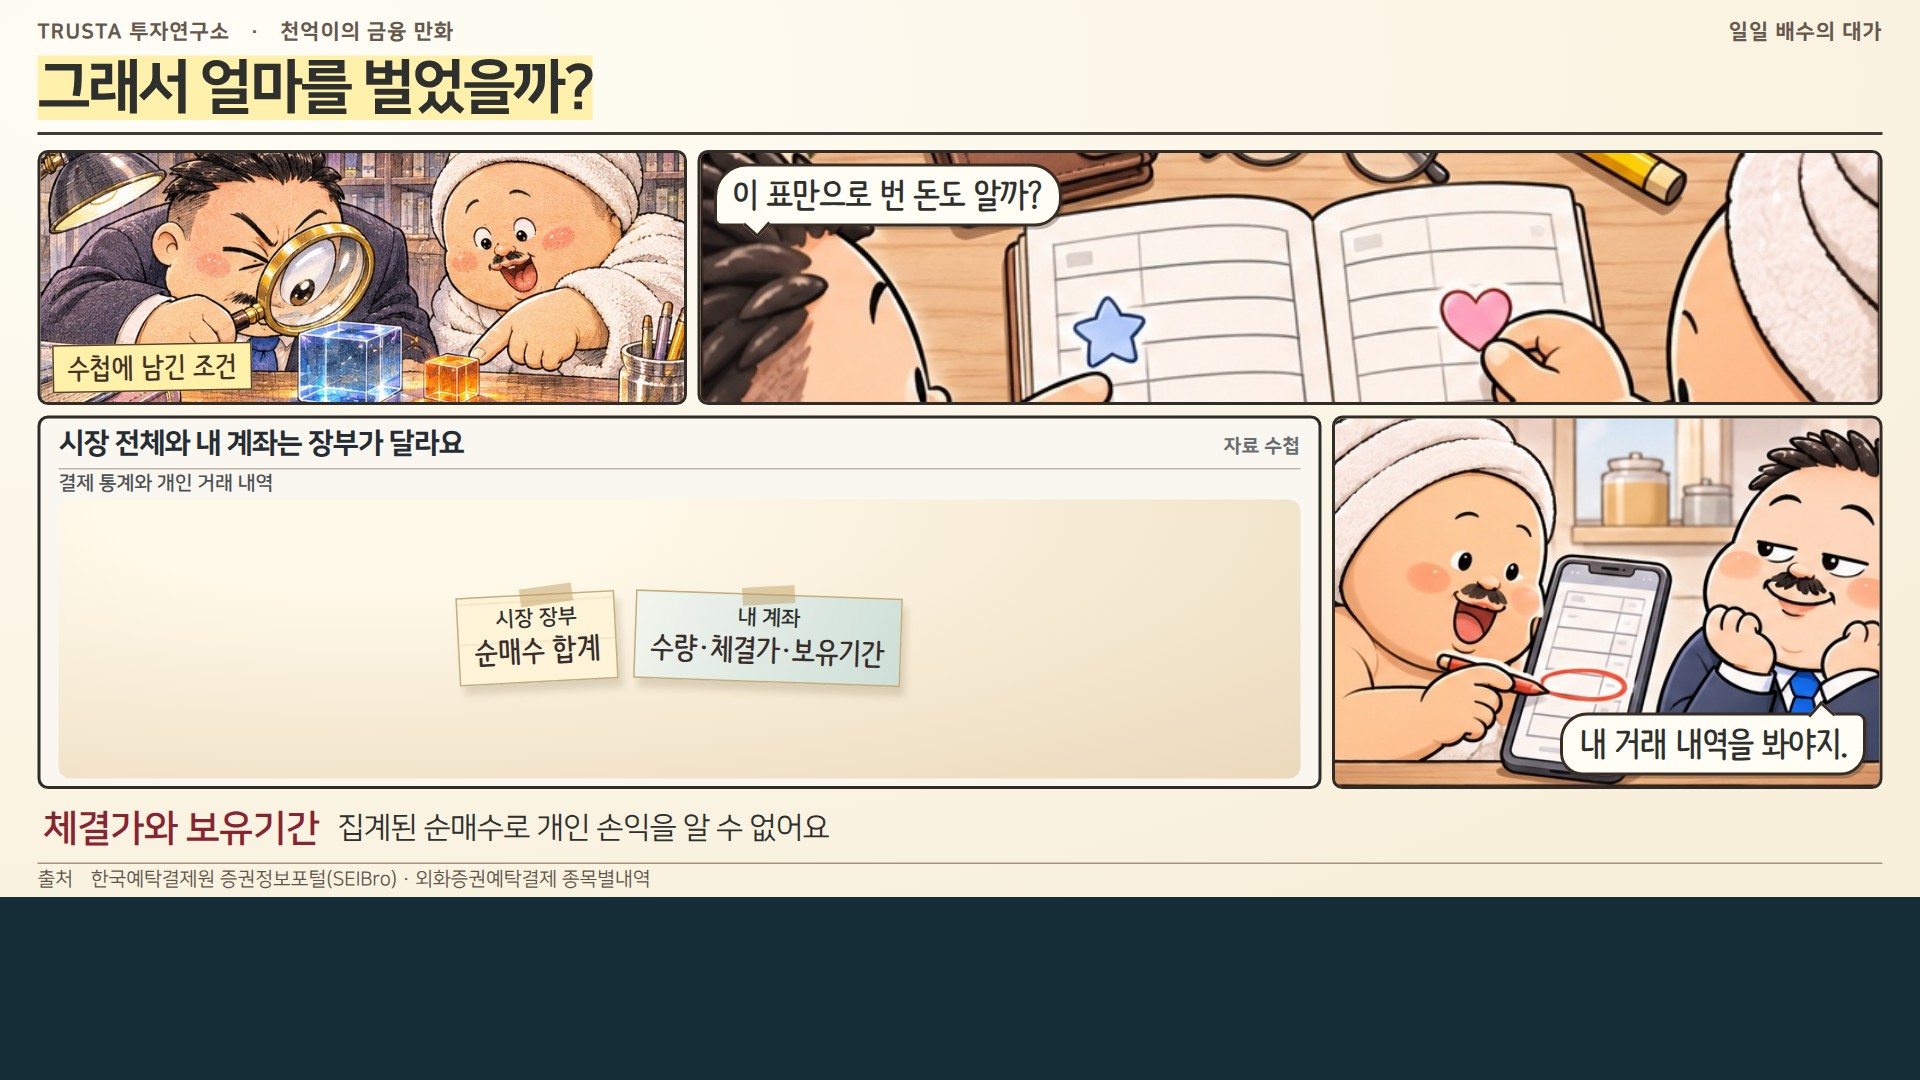 TRUSTA 투자연구소 · 천억이의 금융 만화
일일 배수의 대가
그래서 얼마를 벌었을까?
수첩에 남긴 조건
이 표만으로 번 돈도 알까?
시장 전체와 내 계좌는 장부가 달라요
자료 수첩
결제 통계와 개인 거래 내역
시장 장부
순매수 합계
내 계좌
수량·체결가·보유기간
내 거래 내역을 봐야지.
체결가와 보유기간 집계된 순매수로 개인 손익을 알 수 없어요
출처 한국예탁결제원 증권정보포털(SEIBro) · 외화증권예탁결제 종목별내역